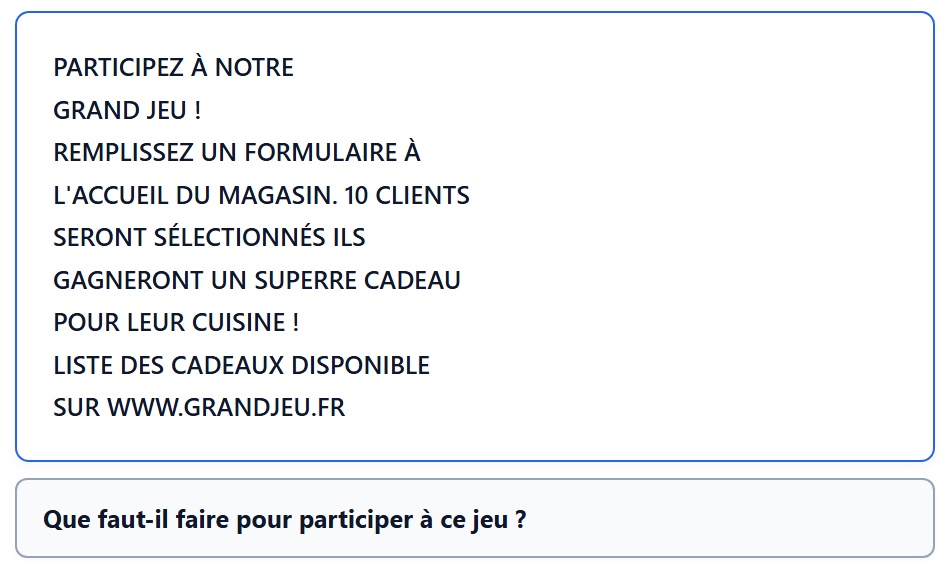 PARTICIPEZ À NOTRE
GRAND JEU !
REMPLISSEZ UN FORMULAIRE À
L'ACCUEIL DU MAGASIN. 10 CLIENTS
SERONT SÉLECTIONNÉS ILS
GAGNERONT UN SUPERRE CADEAU
POUR LEUR CUISINE !
LISTE DES CADEAUX DISPONIBLE
SUR WWW.GRANDJEU.FR
Que faut-il faire pour participer à ce jeu ?